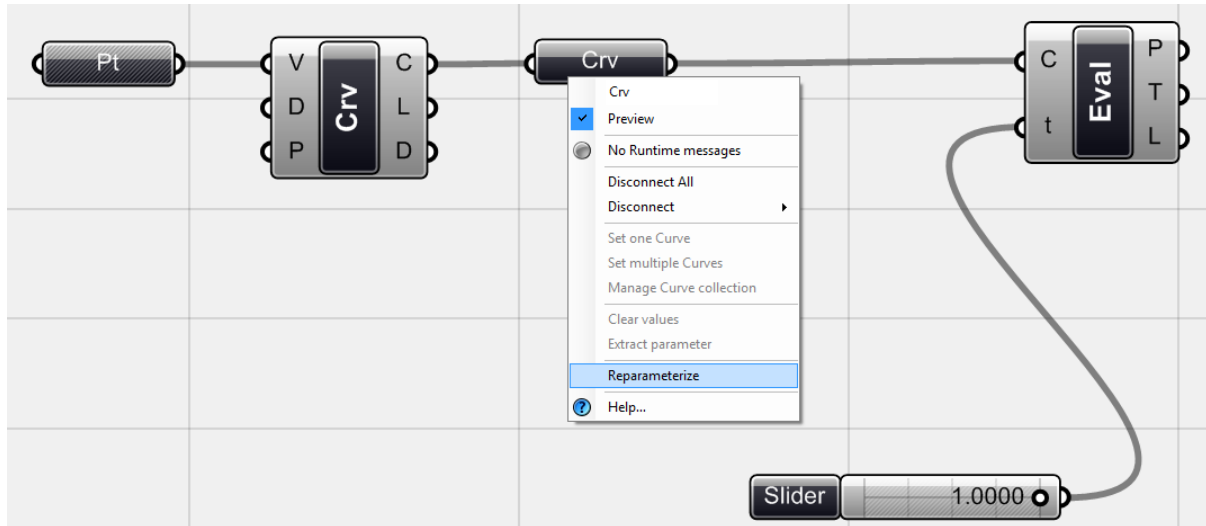 Pt
V
D
P
Crv
C
L
D
Crv
C
t
Eval
P
T
L
Crv
Preview
No Runtime messages
Disconnect All
Disconnect
Set one Curve
Set multiple Curves
Manage Curve collection
Clear values
Extract parameter
Reparameterize
? Help...
Slider 1.0000